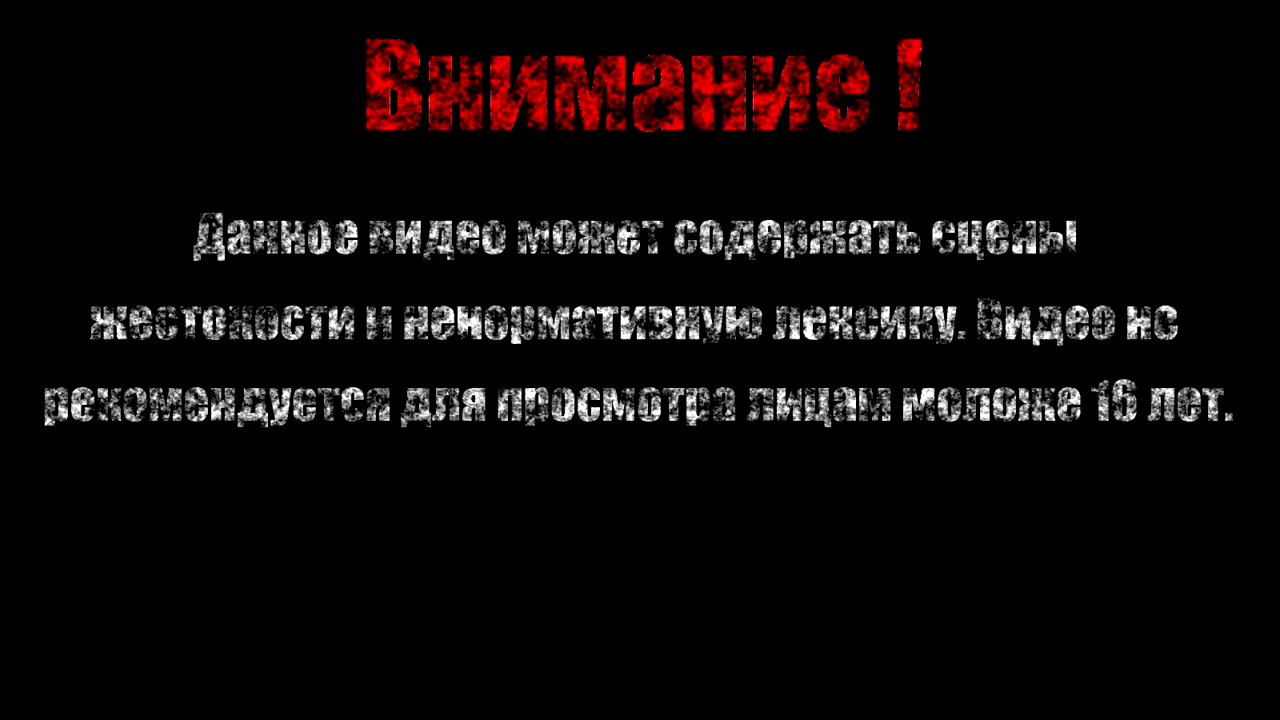 Внимание !
Данное видео может содержать сцены
жестокости и ненормативную лексику. Видео не
рекомендуется для просмотра лицам моложе 16 лет.